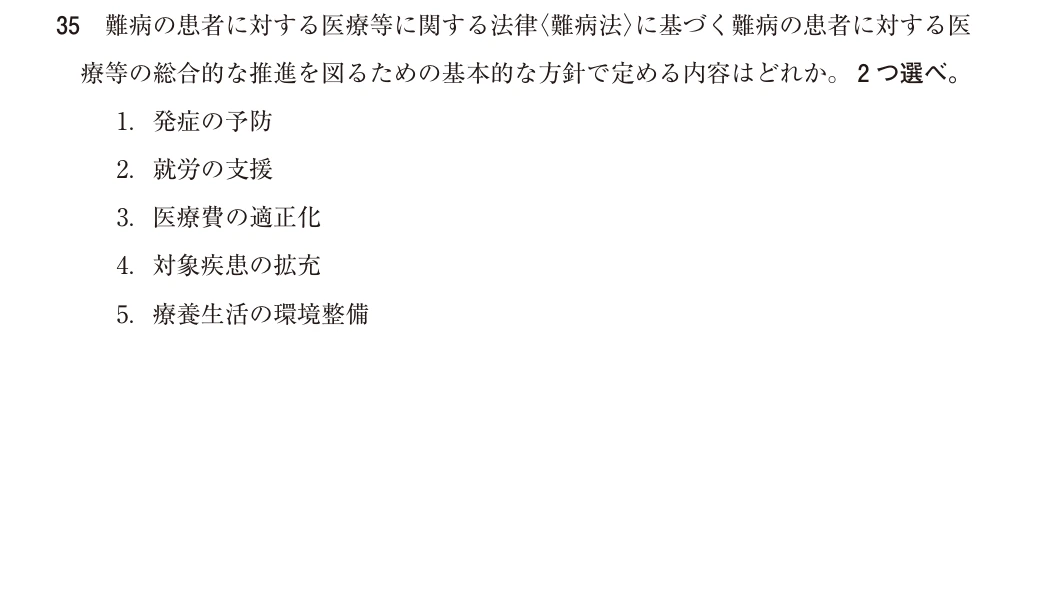 35 難病の患者に対する医療等に関する法律〈難病法〉に基づく難病の患者に対する医
療等の総合的な推進を図るための基本的な方針で定める内容はどれか。2つ選べ。
1. 発症の予防
2. 就労の支援
3. 医療費の適正化
4. 対象疾患の拡充
5. 療養生活の環境整備